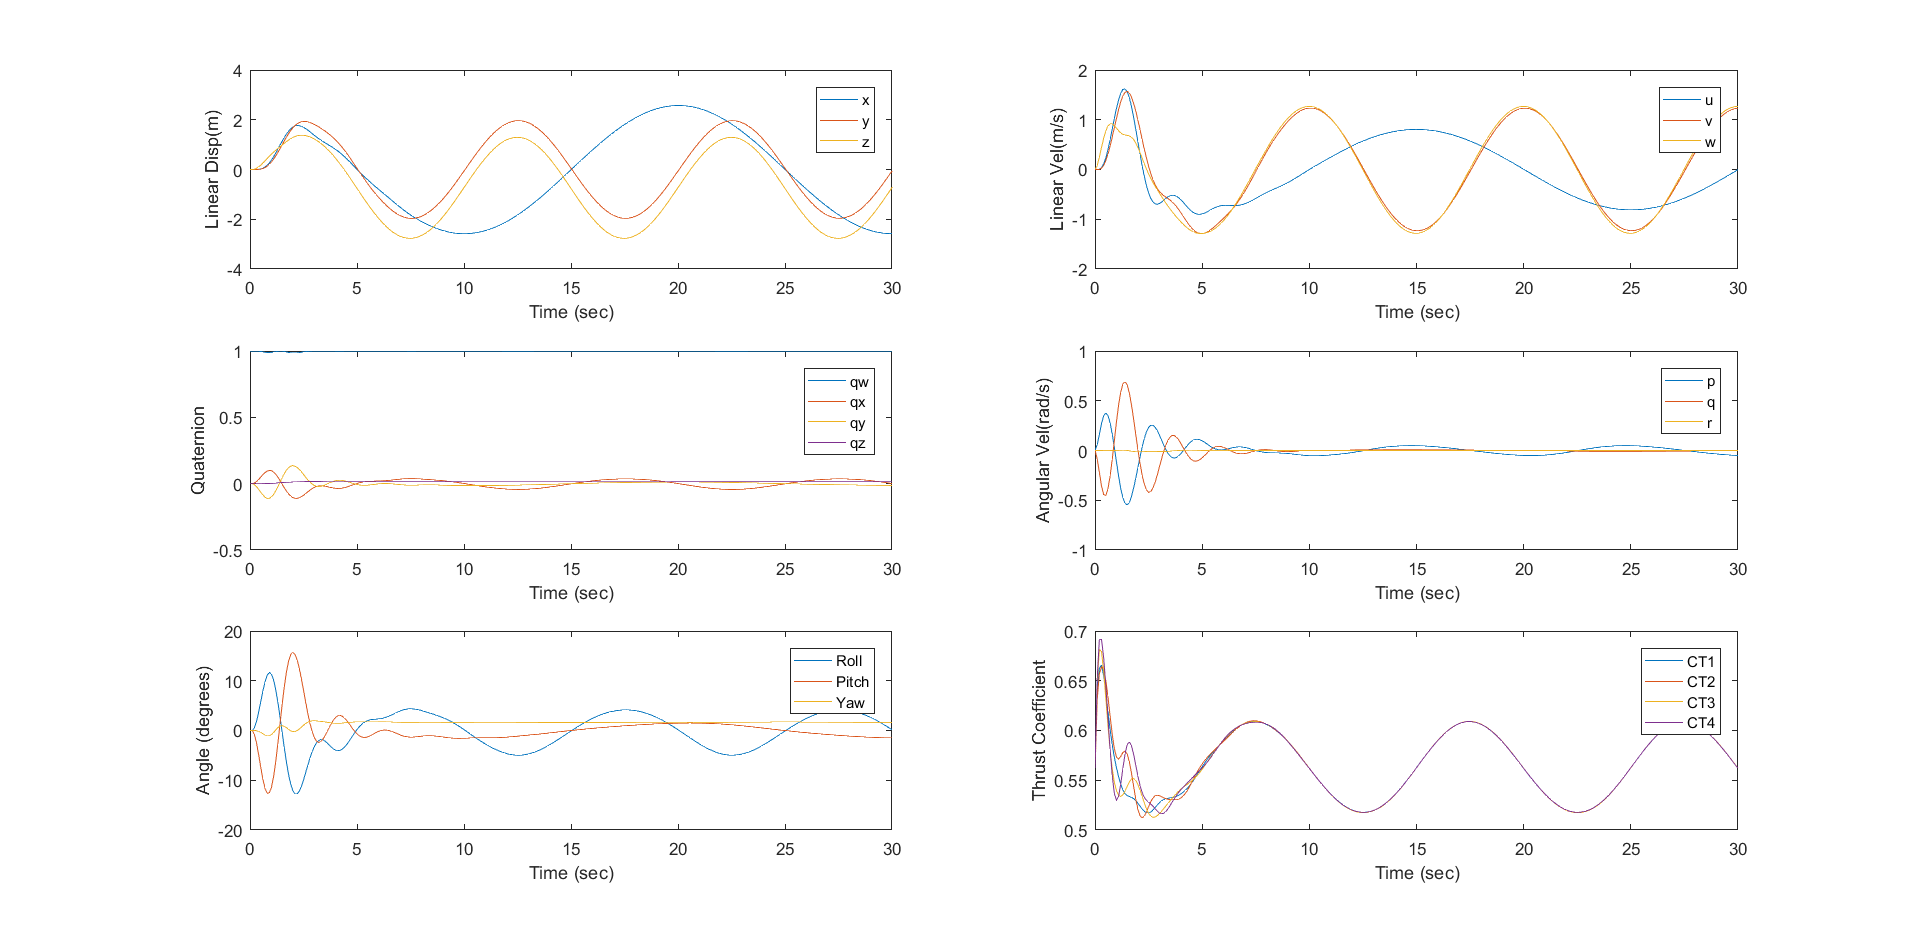 4
2
0
-2
-4
Linear Disp(m)
x
y
z
0 5 10 15 20 25 30
Time (sec)
2
1
0
-1
-2
Linear Vel(m/s)
u
v
w
0 5 10 15 20 25 30
Time (sec)
1
0.5
0
-0.5
Quaternion
qw
qx
qy
qz
0 5 10 15 20 25 30
Time (sec)
1
0.5
0
-0.5
-1
Angular Vel(rad/s)
p
q
r
0 5 10 15 20 25 30
Time (sec)
20
10
0
-10
-20
Angle (degrees)
Roll
Pitch
Yaw
0 5 10 15 20 25 30
Time (sec)
0.7
0.65
0.6
0.55
0.5
Thrust Coefficient
CT1
CT2
CT3
CT4
0 5 10 15 20 25 30
Time (sec)